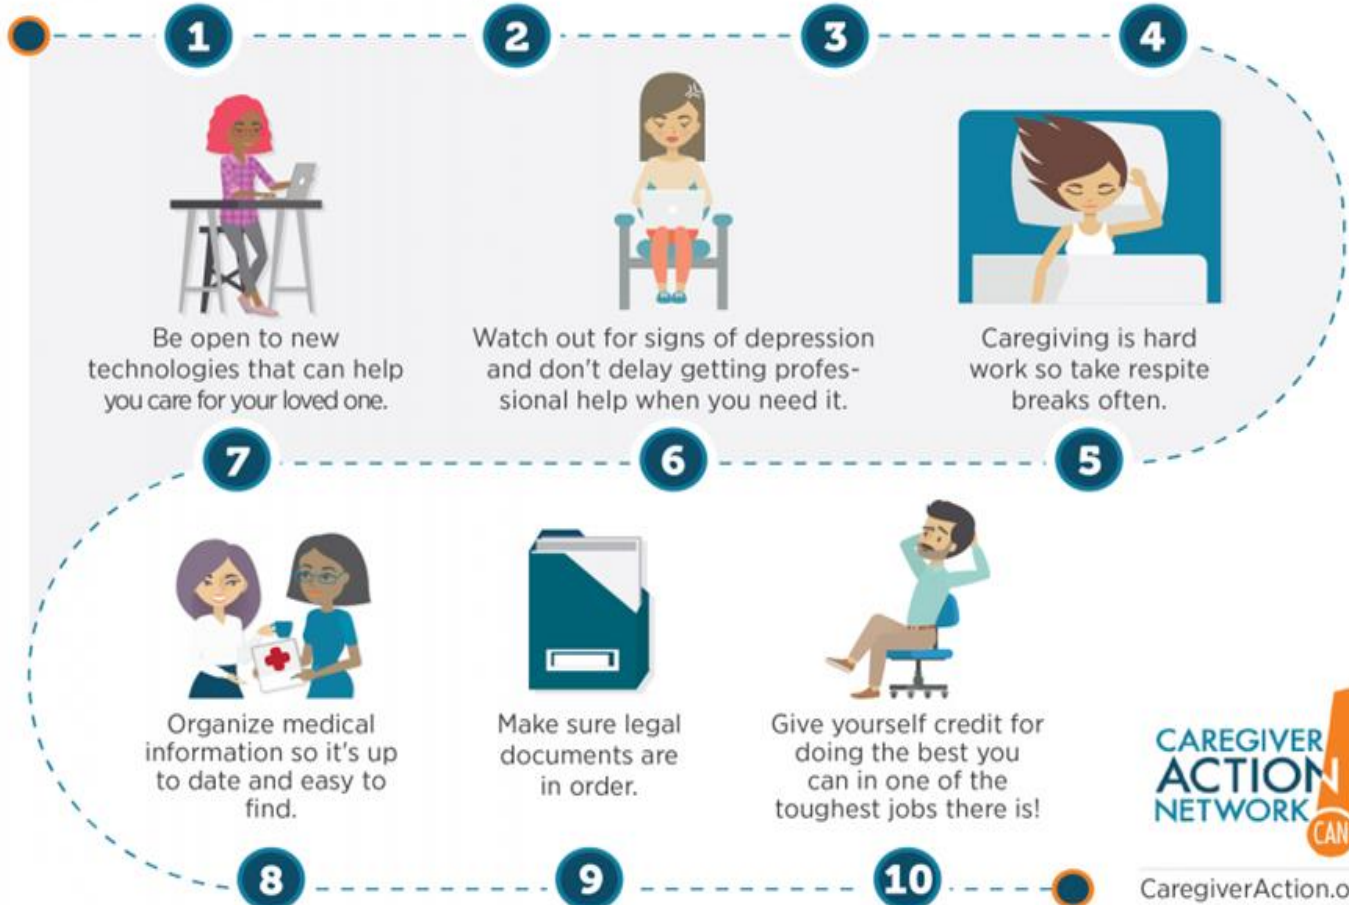 1
2
3
4
Be open to new
technologies that can help
you care for your loved one.
Watch out for signs of depression
and don't delay getting profes-
sional help when you need it.
Caregiving is hard
work so take respite
breaks often.
7
6
5
Organize medical
information so it's up
to date and easy to
find.
Make sure legal
documents are
in order.
Give yourself credit for
doing the best you
can in one of the
toughest jobs there is!
CAREGIVER
ACTION
NETWORK
CAN
8
9
10
CaregiverAction.o